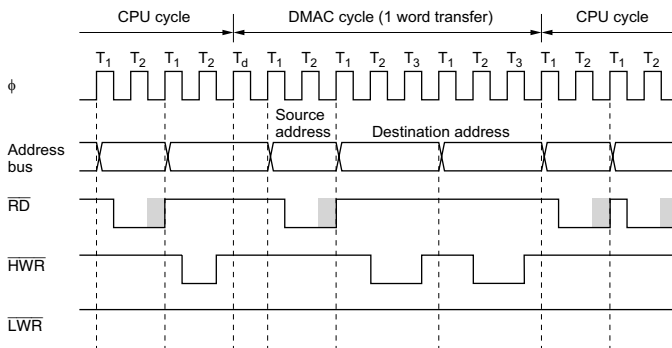 CPU cycle DMAC cycle (1 word transfer) CPU cycle
T1 T2 T1 T2 Td T1 T2 T1 T2 T3 T1 T2 T3 T1 T2 T1 T2
φ
Source
address Destination address
Address
bus
RD
HWR
LWR